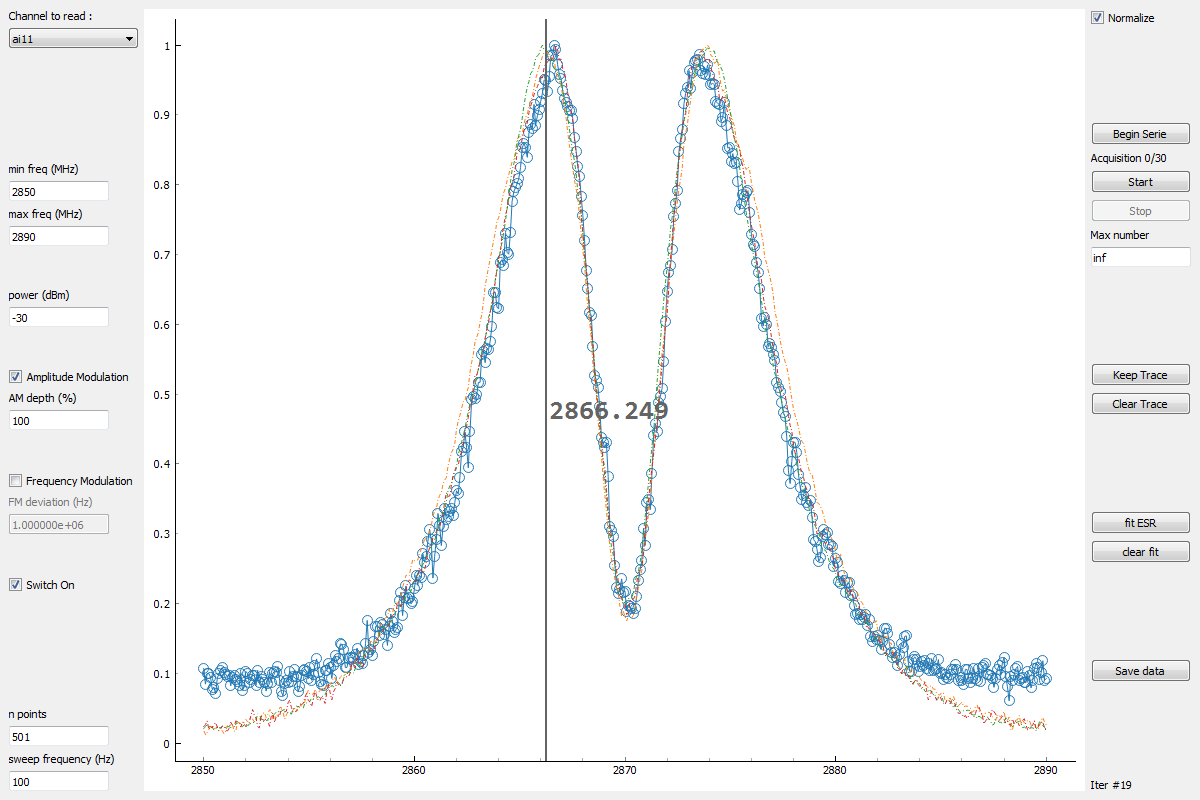 Channel to read :
ai11
min freq (MHz)
2850
max freq (MHz)
2890
power (dBm)
-30
Amplitude Modulation
AM depth (%)
100
Frequency Modulation
FM deviation (Hz)
1.000000e+06
Switch On
n points
501
sweep frequency (Hz)
100
1
0.9
0.8
0.7
0.6
0.5
0.4
0.3
0.2
0.1
0
2866.249
2850
2860
2870
2880
2890
Normalize
Begin Serie
Acquisition 0/30
Start
Stop
Max number
inf
Keep Trace
Clear Trace
fit ESR
clear fit
Save data
Iter #19